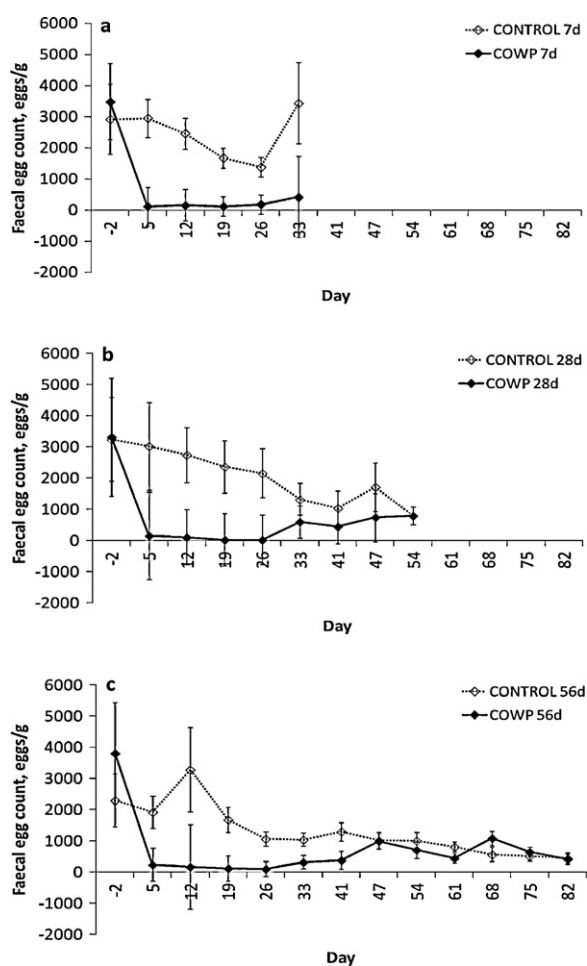 a
CONTROL 7d
COWP 7d
Faecal egg count, eggs/g
6000
5000
4000
3000
2000
1000
0
-1000
-2000
-2 5 12 19 26 33 41 47 54 61 68 75 82
Day
b
CONTROL 28d
COWP 28d
Faecal egg count, eggs/g
6000
5000
4000
3000
2000
1000
0
-1000
-2000
-2 5 12 19 26 33 41 47 54 61 68 75 82
Day
c
CONTROL 56d
COWP 56d
Faecal egg count, eggs/g
6000
5000
4000
3000
2000
1000
0
-1000
-2000
-2 5 12 19 26 33 41 47 54 61 68 75 82
Day